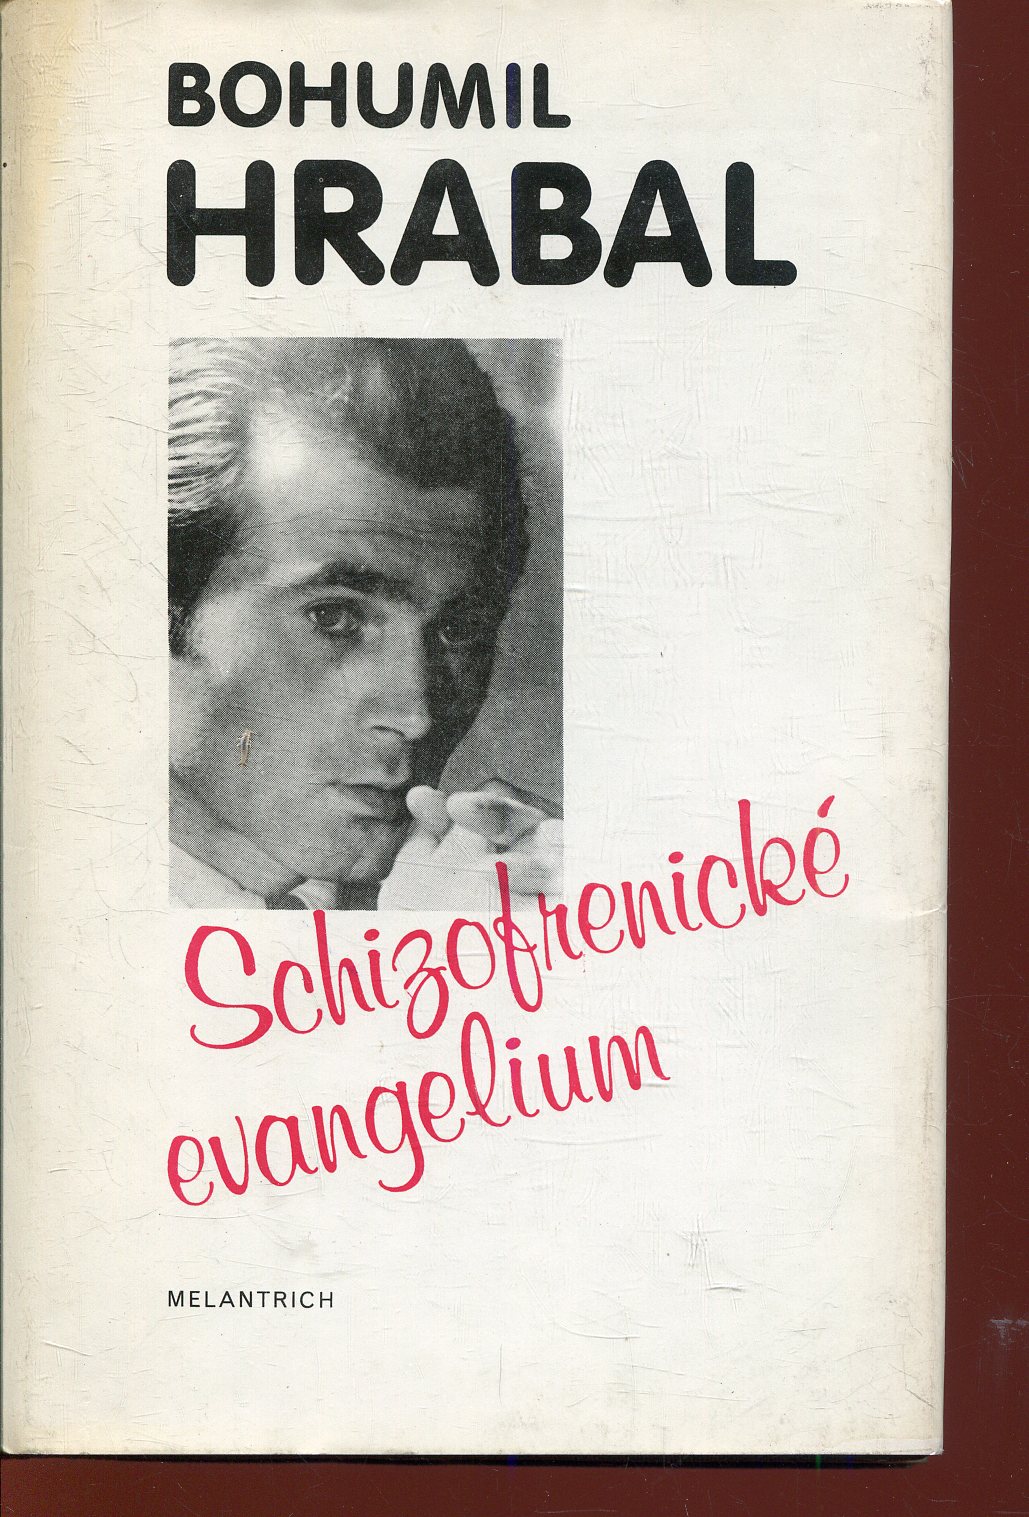 BOHUMIL
HRABAL
Schizofrenické
evangelium
MELANTRICH